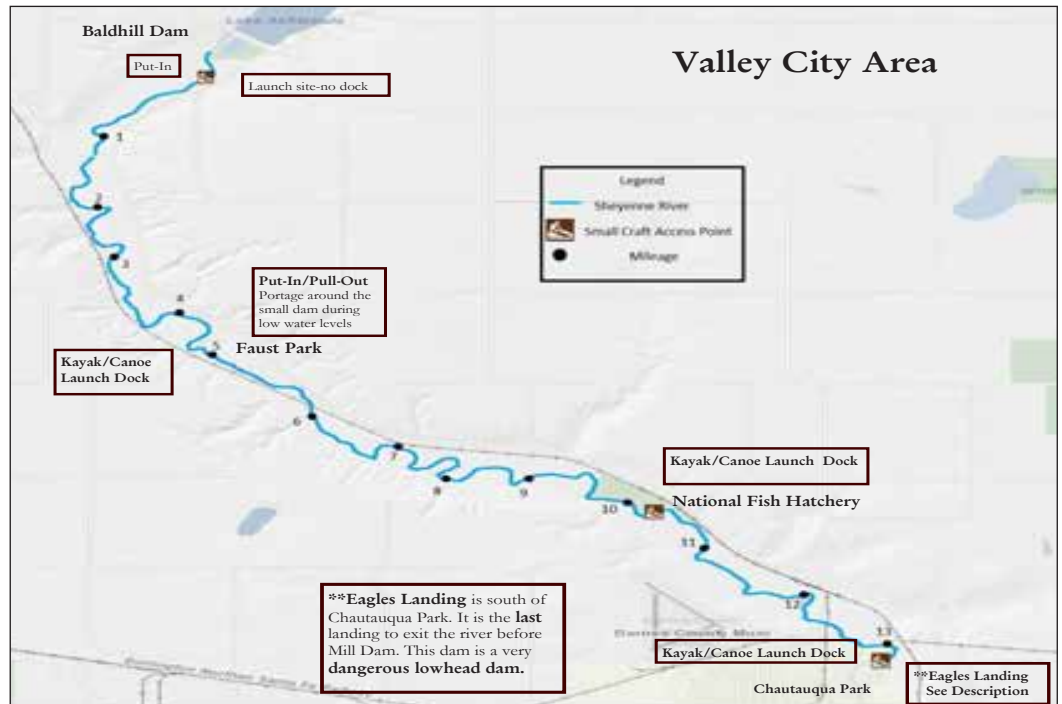 Baldhill Dam
Valley City Area
Put-In
Launch site-no dock
1
2
3
Legend
Sheyenne River
Small Craft Access Point
Mileage
Put-In/Pull-Out
Portage around the
small dam during
low water levels
4
5
Faust Park
Kayak/Canoe
Launch Dock
6
7
8
9
Kayak/Canoe Launch Dock
National Fish Hatchery
10
11
12
**Eagles Landing is south of
Chautauqua Park. It is the last
landing to exit the river before
Mill Dam. This dam is a very
dangerous lowhead dam.
13
Kayak/Canoe Launch Dock
Chautauqua Park
**Eagles Landing
See Description